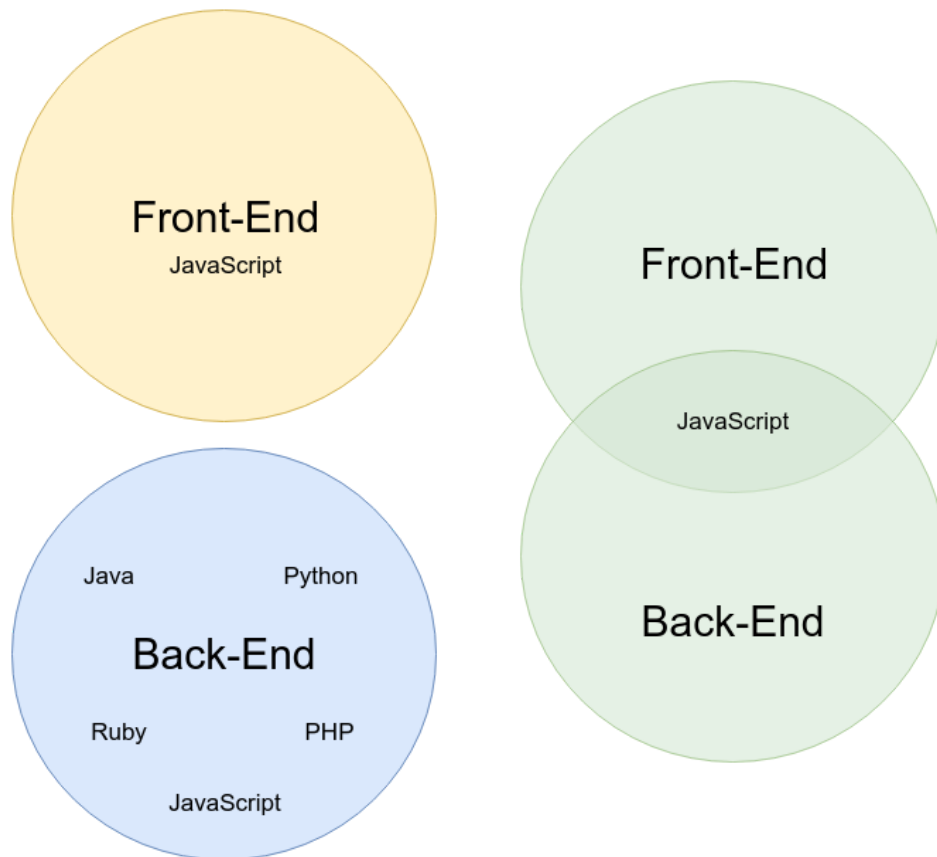 Front-End
JavaScript
Java
Python
Back-End
Ruby
PHP
JavaScript
Front-End
JavaScript
Back-End